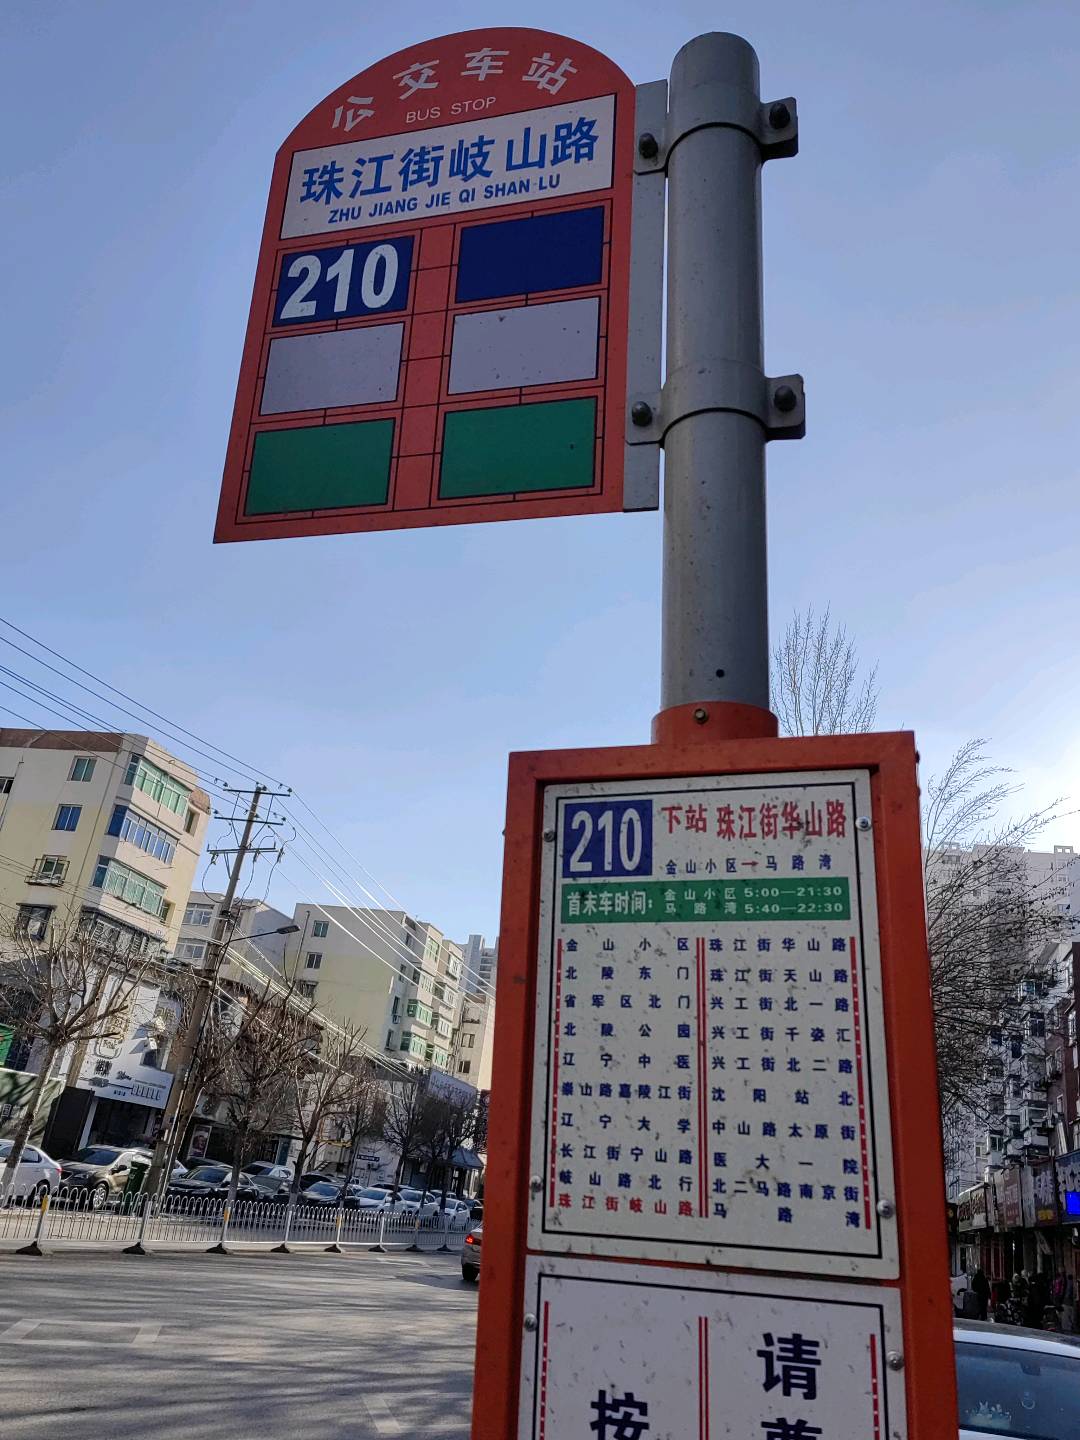 公交车站
BUS STOP
珠江街岐山路
ZHU JIANG JIE QI SHAN LU
210
210
下站 珠江街华山路
金山小区→马路湾
首末车时间：
金山小区 5:00—21:30
马路湾 5:40—22:30
金山小区
北陵东门
省军区北门
北陵公园
辽宁中医
崇山路嘉陵江街
辽宁大学
长江街宁山路
岐山路北行
珠江街岐山路
珠江街华山路
珠江街天山路
兴工街北一路
兴工街千姿汇
兴工街北二路
沈阳站北
中山路太原街
医大一院
北二马路南京街
马路湾
按
请